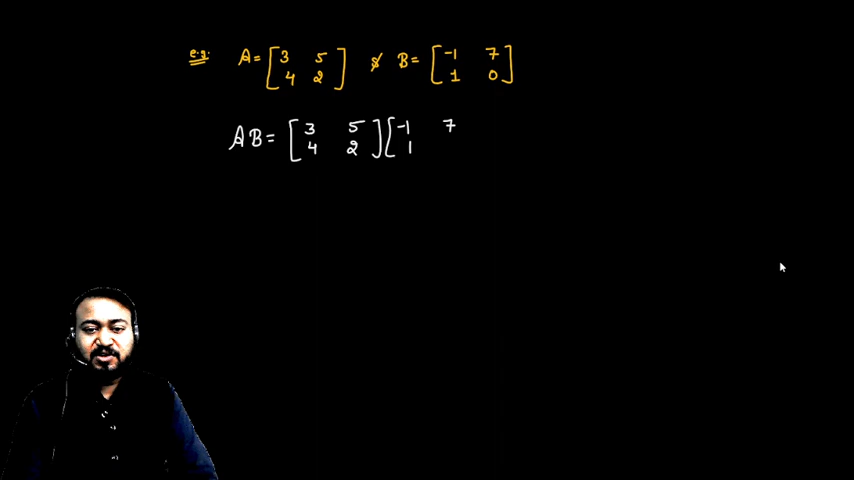 e.g. A = [ 3 5 ] & B = [ -1 7 ]
4 2 1 0
AB = [ 3 5 ] [ -1 7
4 2 1